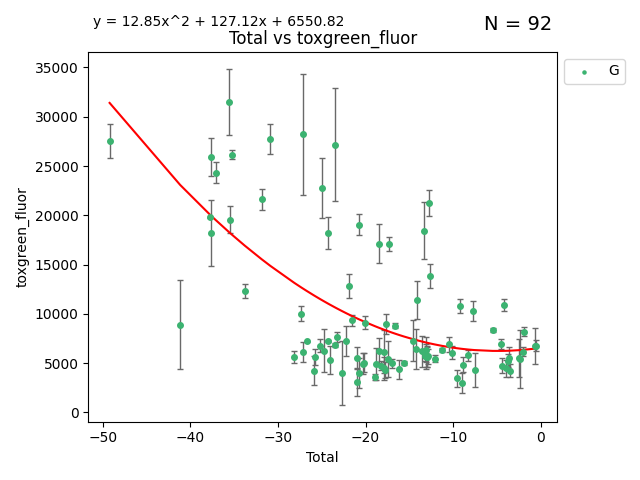 y = 12.85x^2 + 127.12x + 6550.82
N = 92
Total vs toxgreen_fluor
G
35000
30000
25000
20000
15000
10000
5000
0
toxgreen_fluor
−50 −40 −30 −20 −10 0
Total